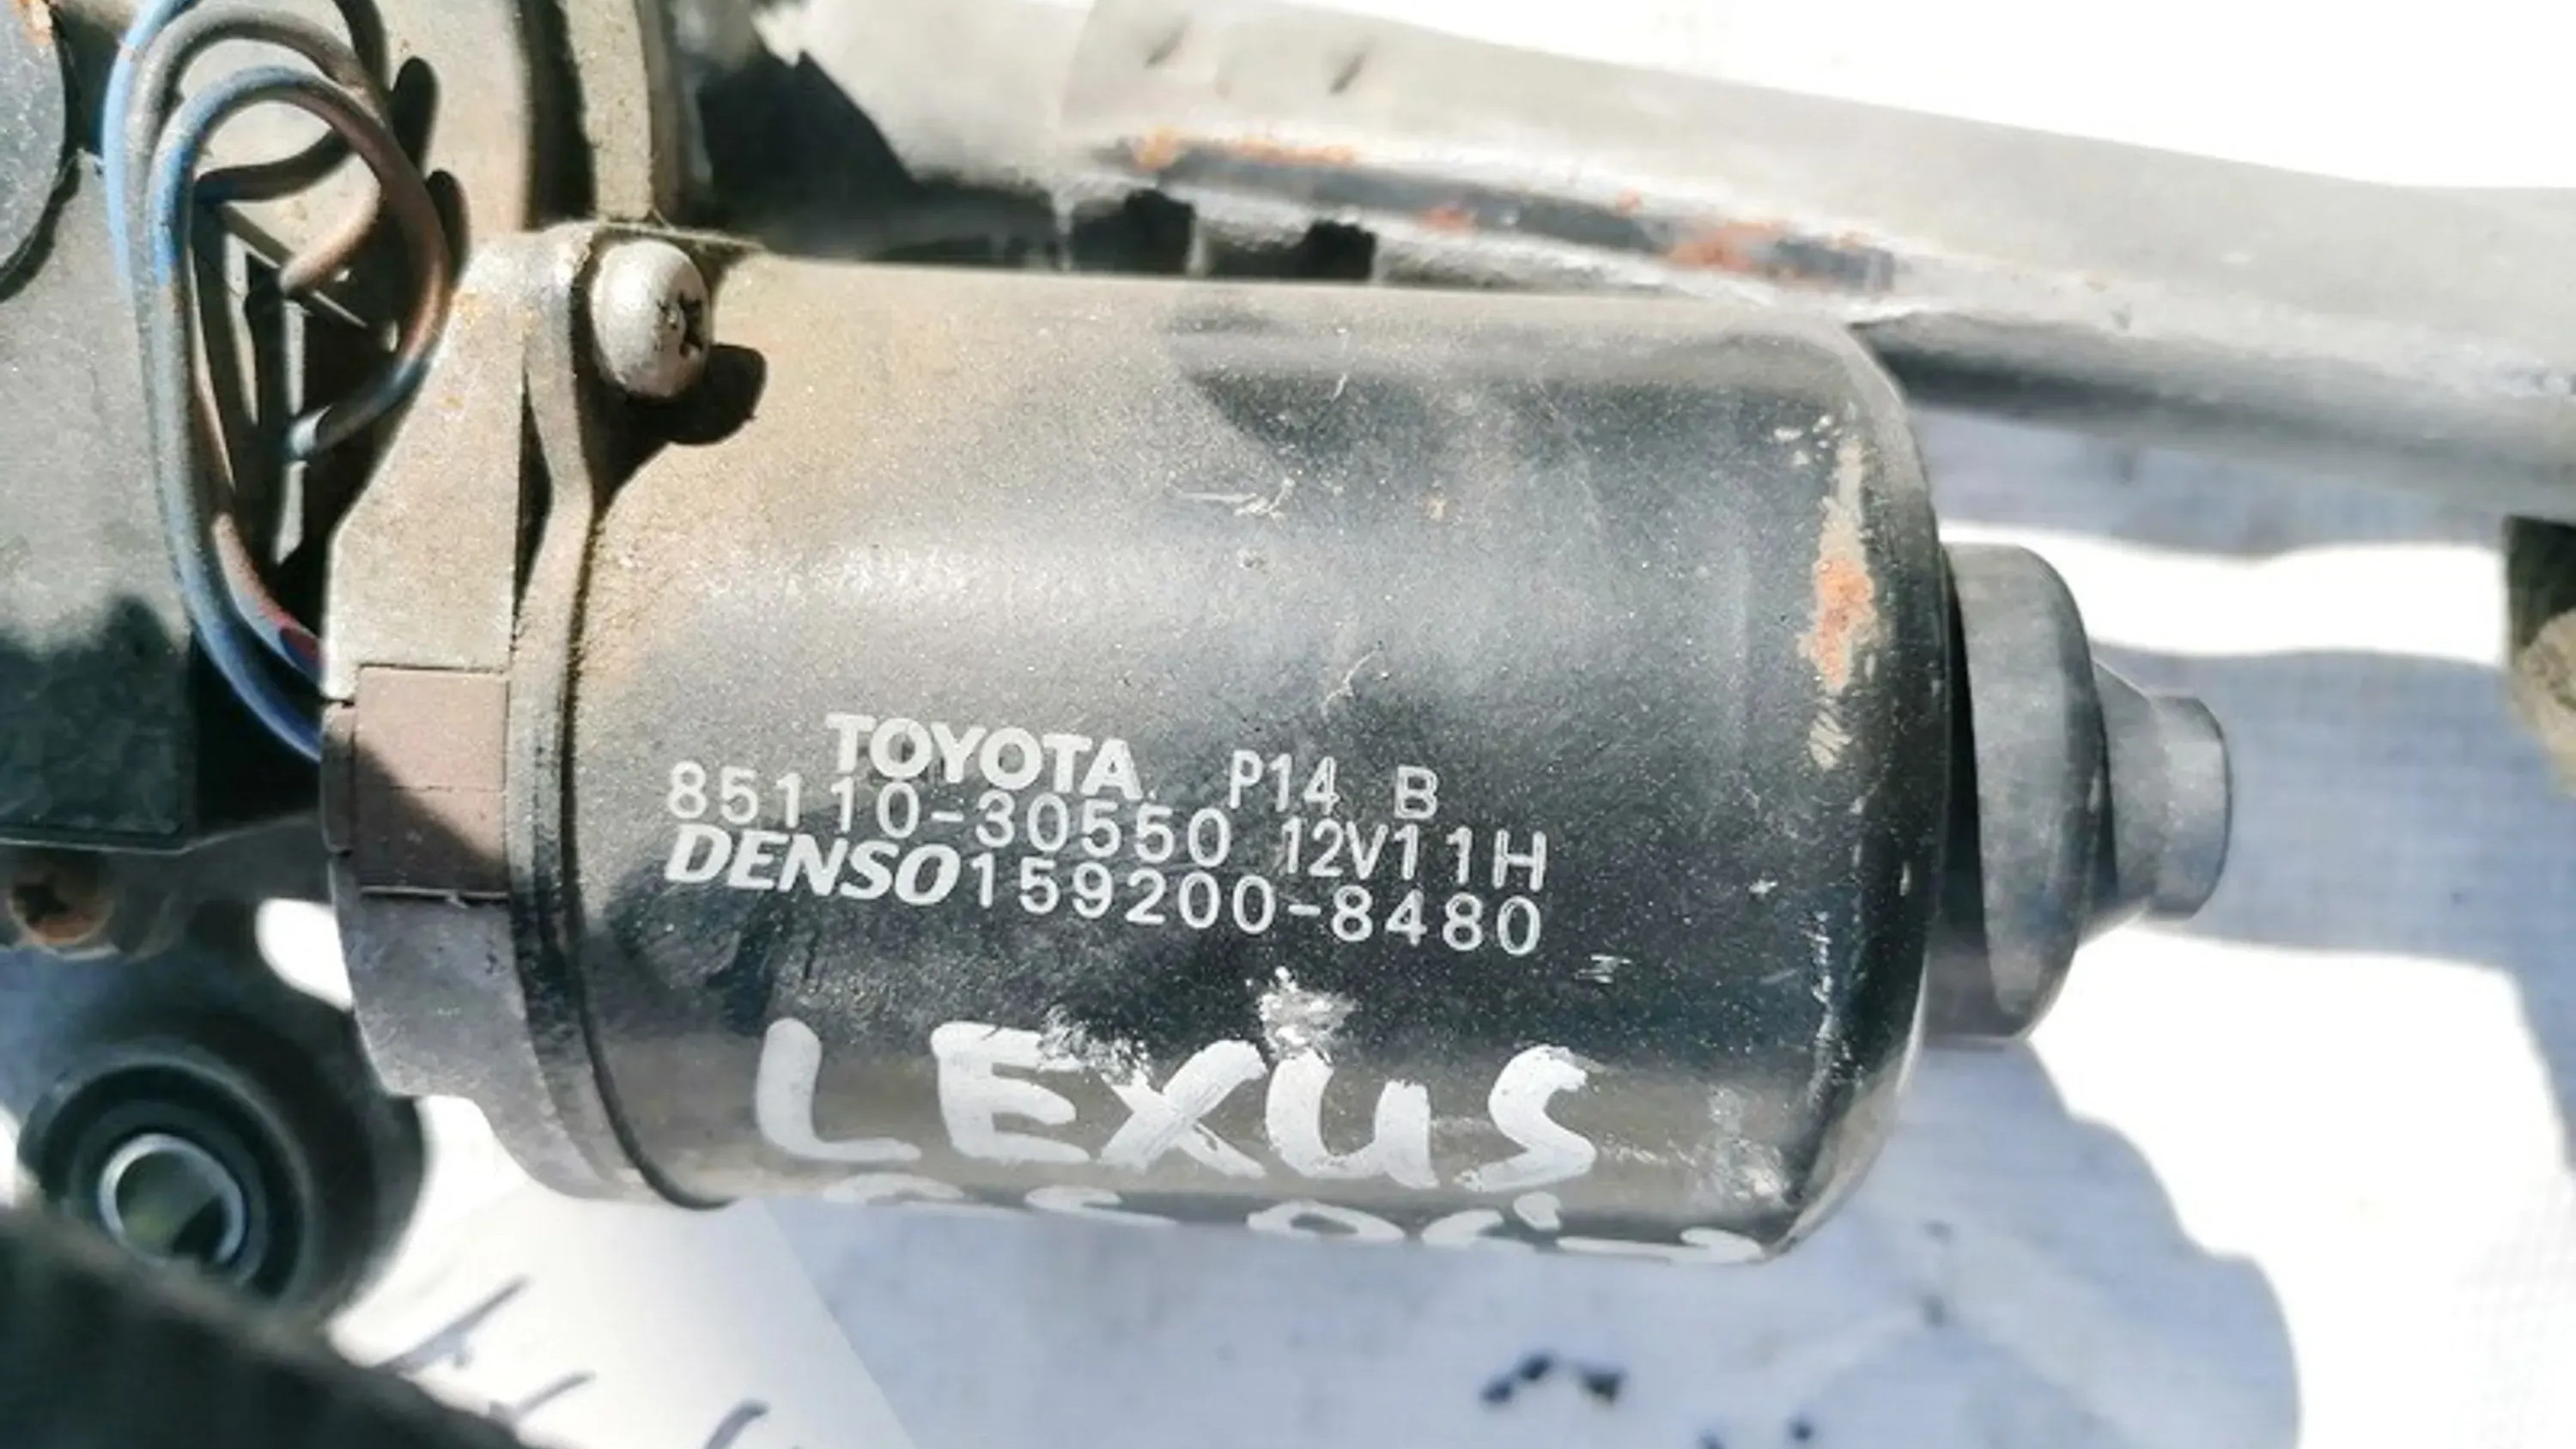 TOYOTA P14 B
85110-30550 12V11H
DENSO159200-8480
LEXUS